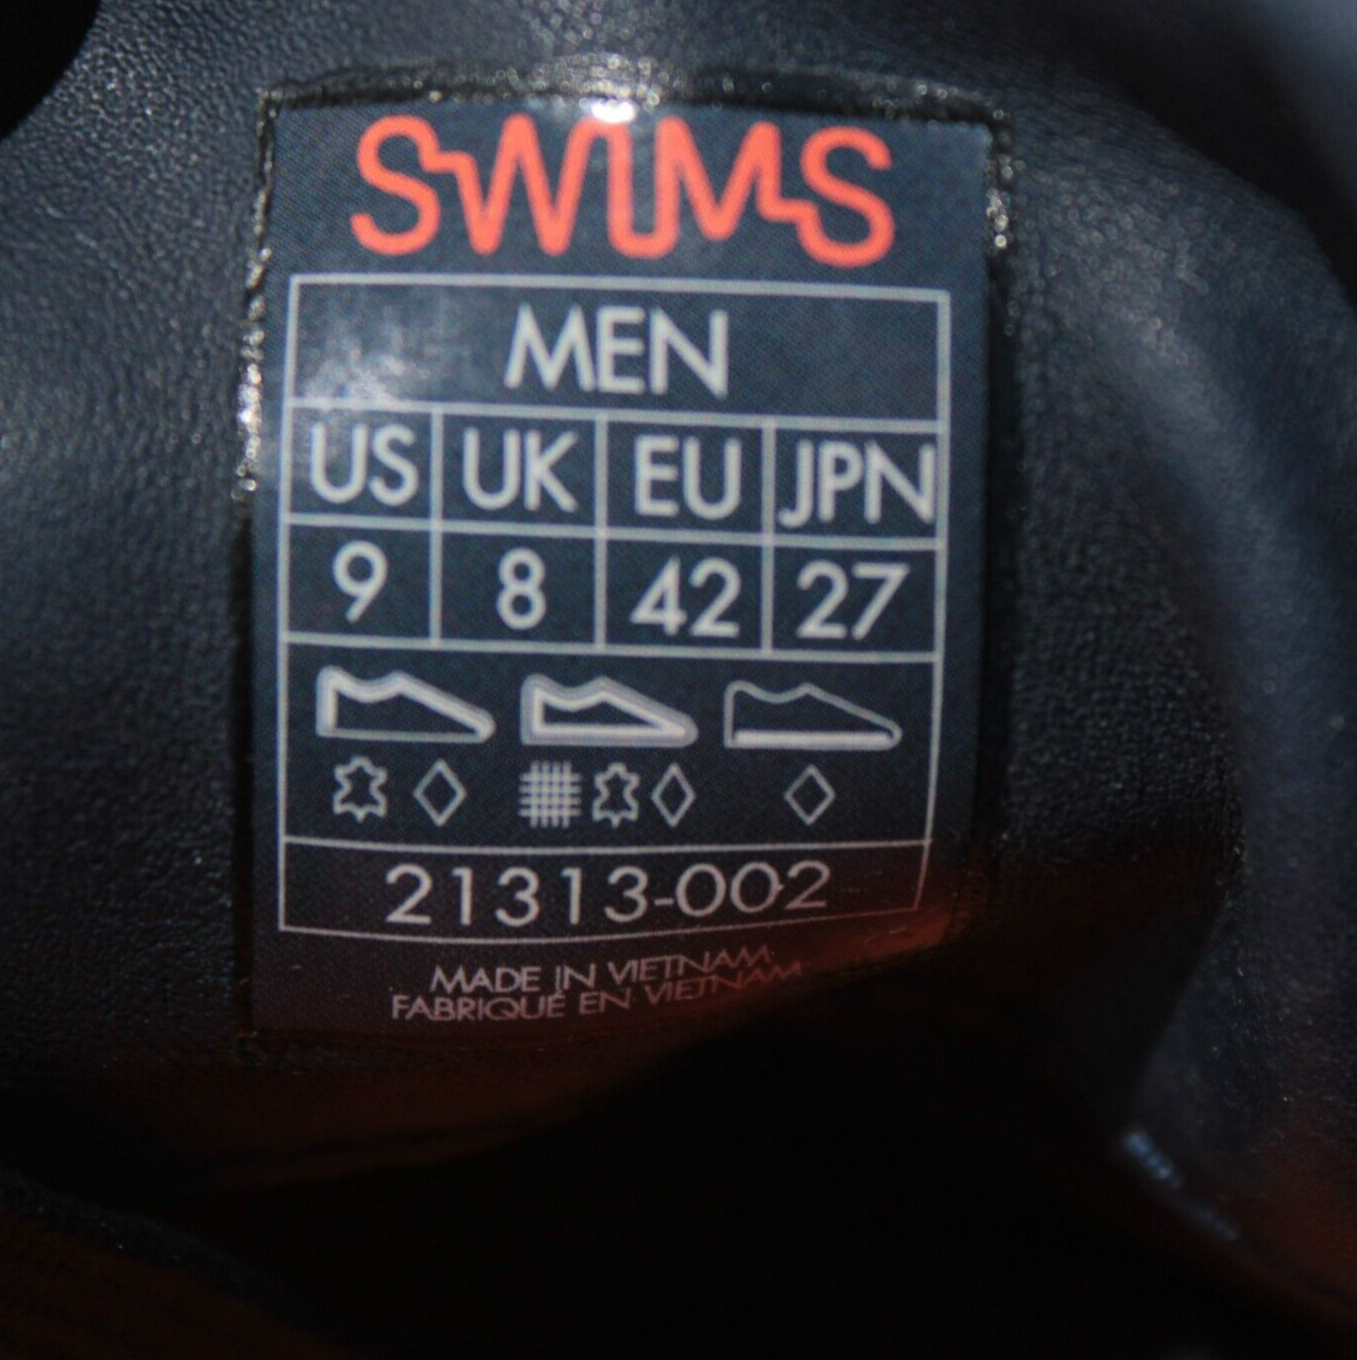 SWIMS
MEN
US UK EU JPN
9 8 42 27
21313-002
MADE IN VIETNAM
FABRIQUÉ EN VIETNAM